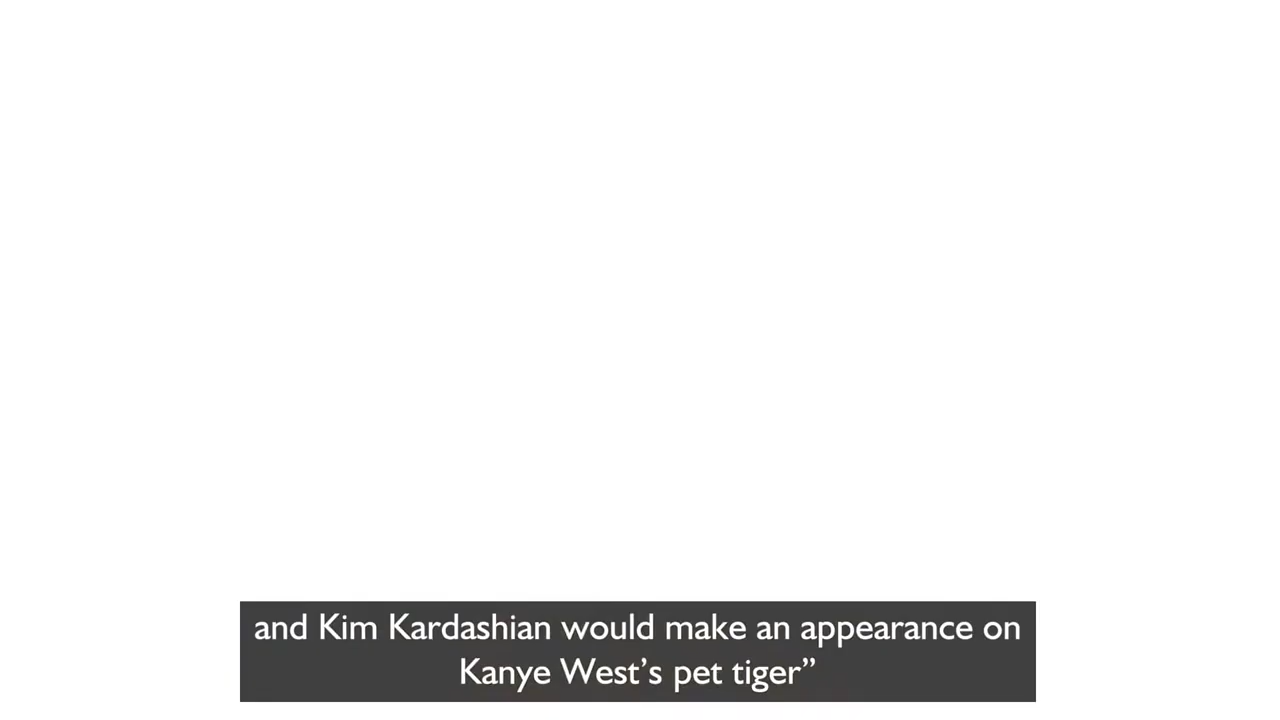 and Kim Kardashian would make an appearance on
Kanye West’s pet tiger”